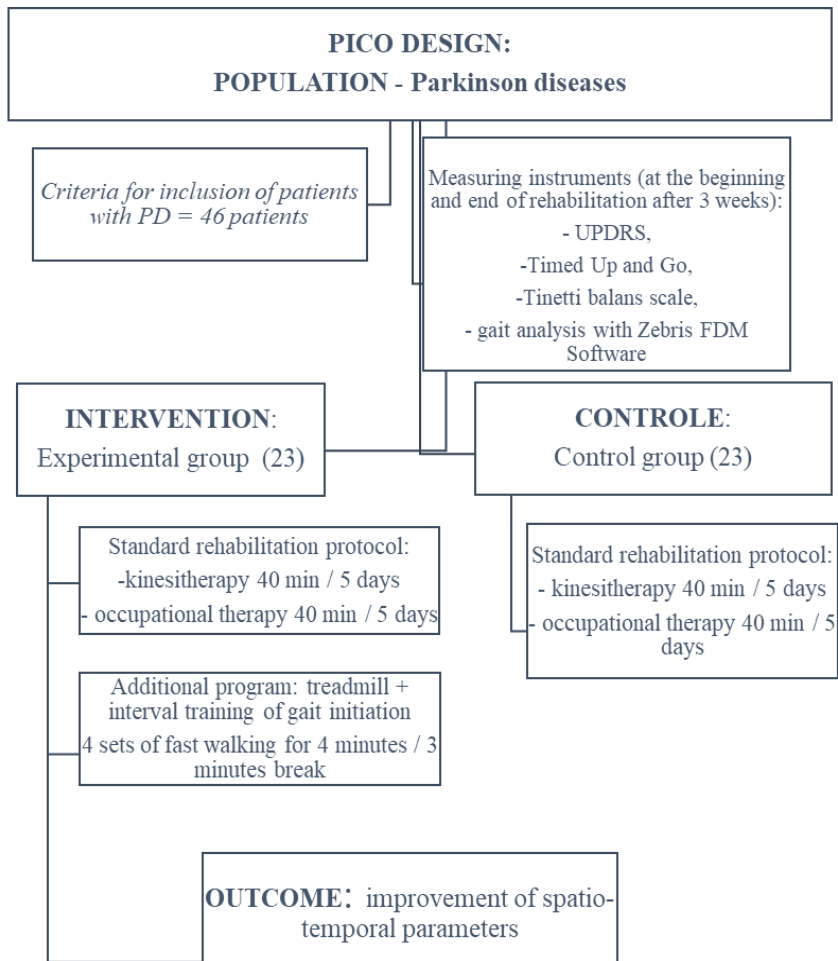 PICO DESIGN:
POPULATION - Parkinson diseases
Criteria for inclusion of patients
with PD = 46 patients
Measuring instruments (at the beginning
and end of rehabilitation after 3 weeks):
- UPDRS,
-Timed Up and Go,
-Tinetti balans scale,
- gait analysis with Zebris FDM
Software
INTERVENTION:
Experimental group (23)
CONTROLE:
Control group (23)
Standard rehabilitation protocol:
-kinesitherapy 40 min / 5 days
- occupational therapy 40 min / 5 days
Standard rehabilitation protocol:
- kinesitherapy 40 min / 5 days
- occupational therapy 40 min / 5
days
Additional program: treadmill +
interval training of gait initiation
4 sets of fast walking for 4 minutes / 3
minutes break
OUTCOME: improvement of spatio-
temporal parameters